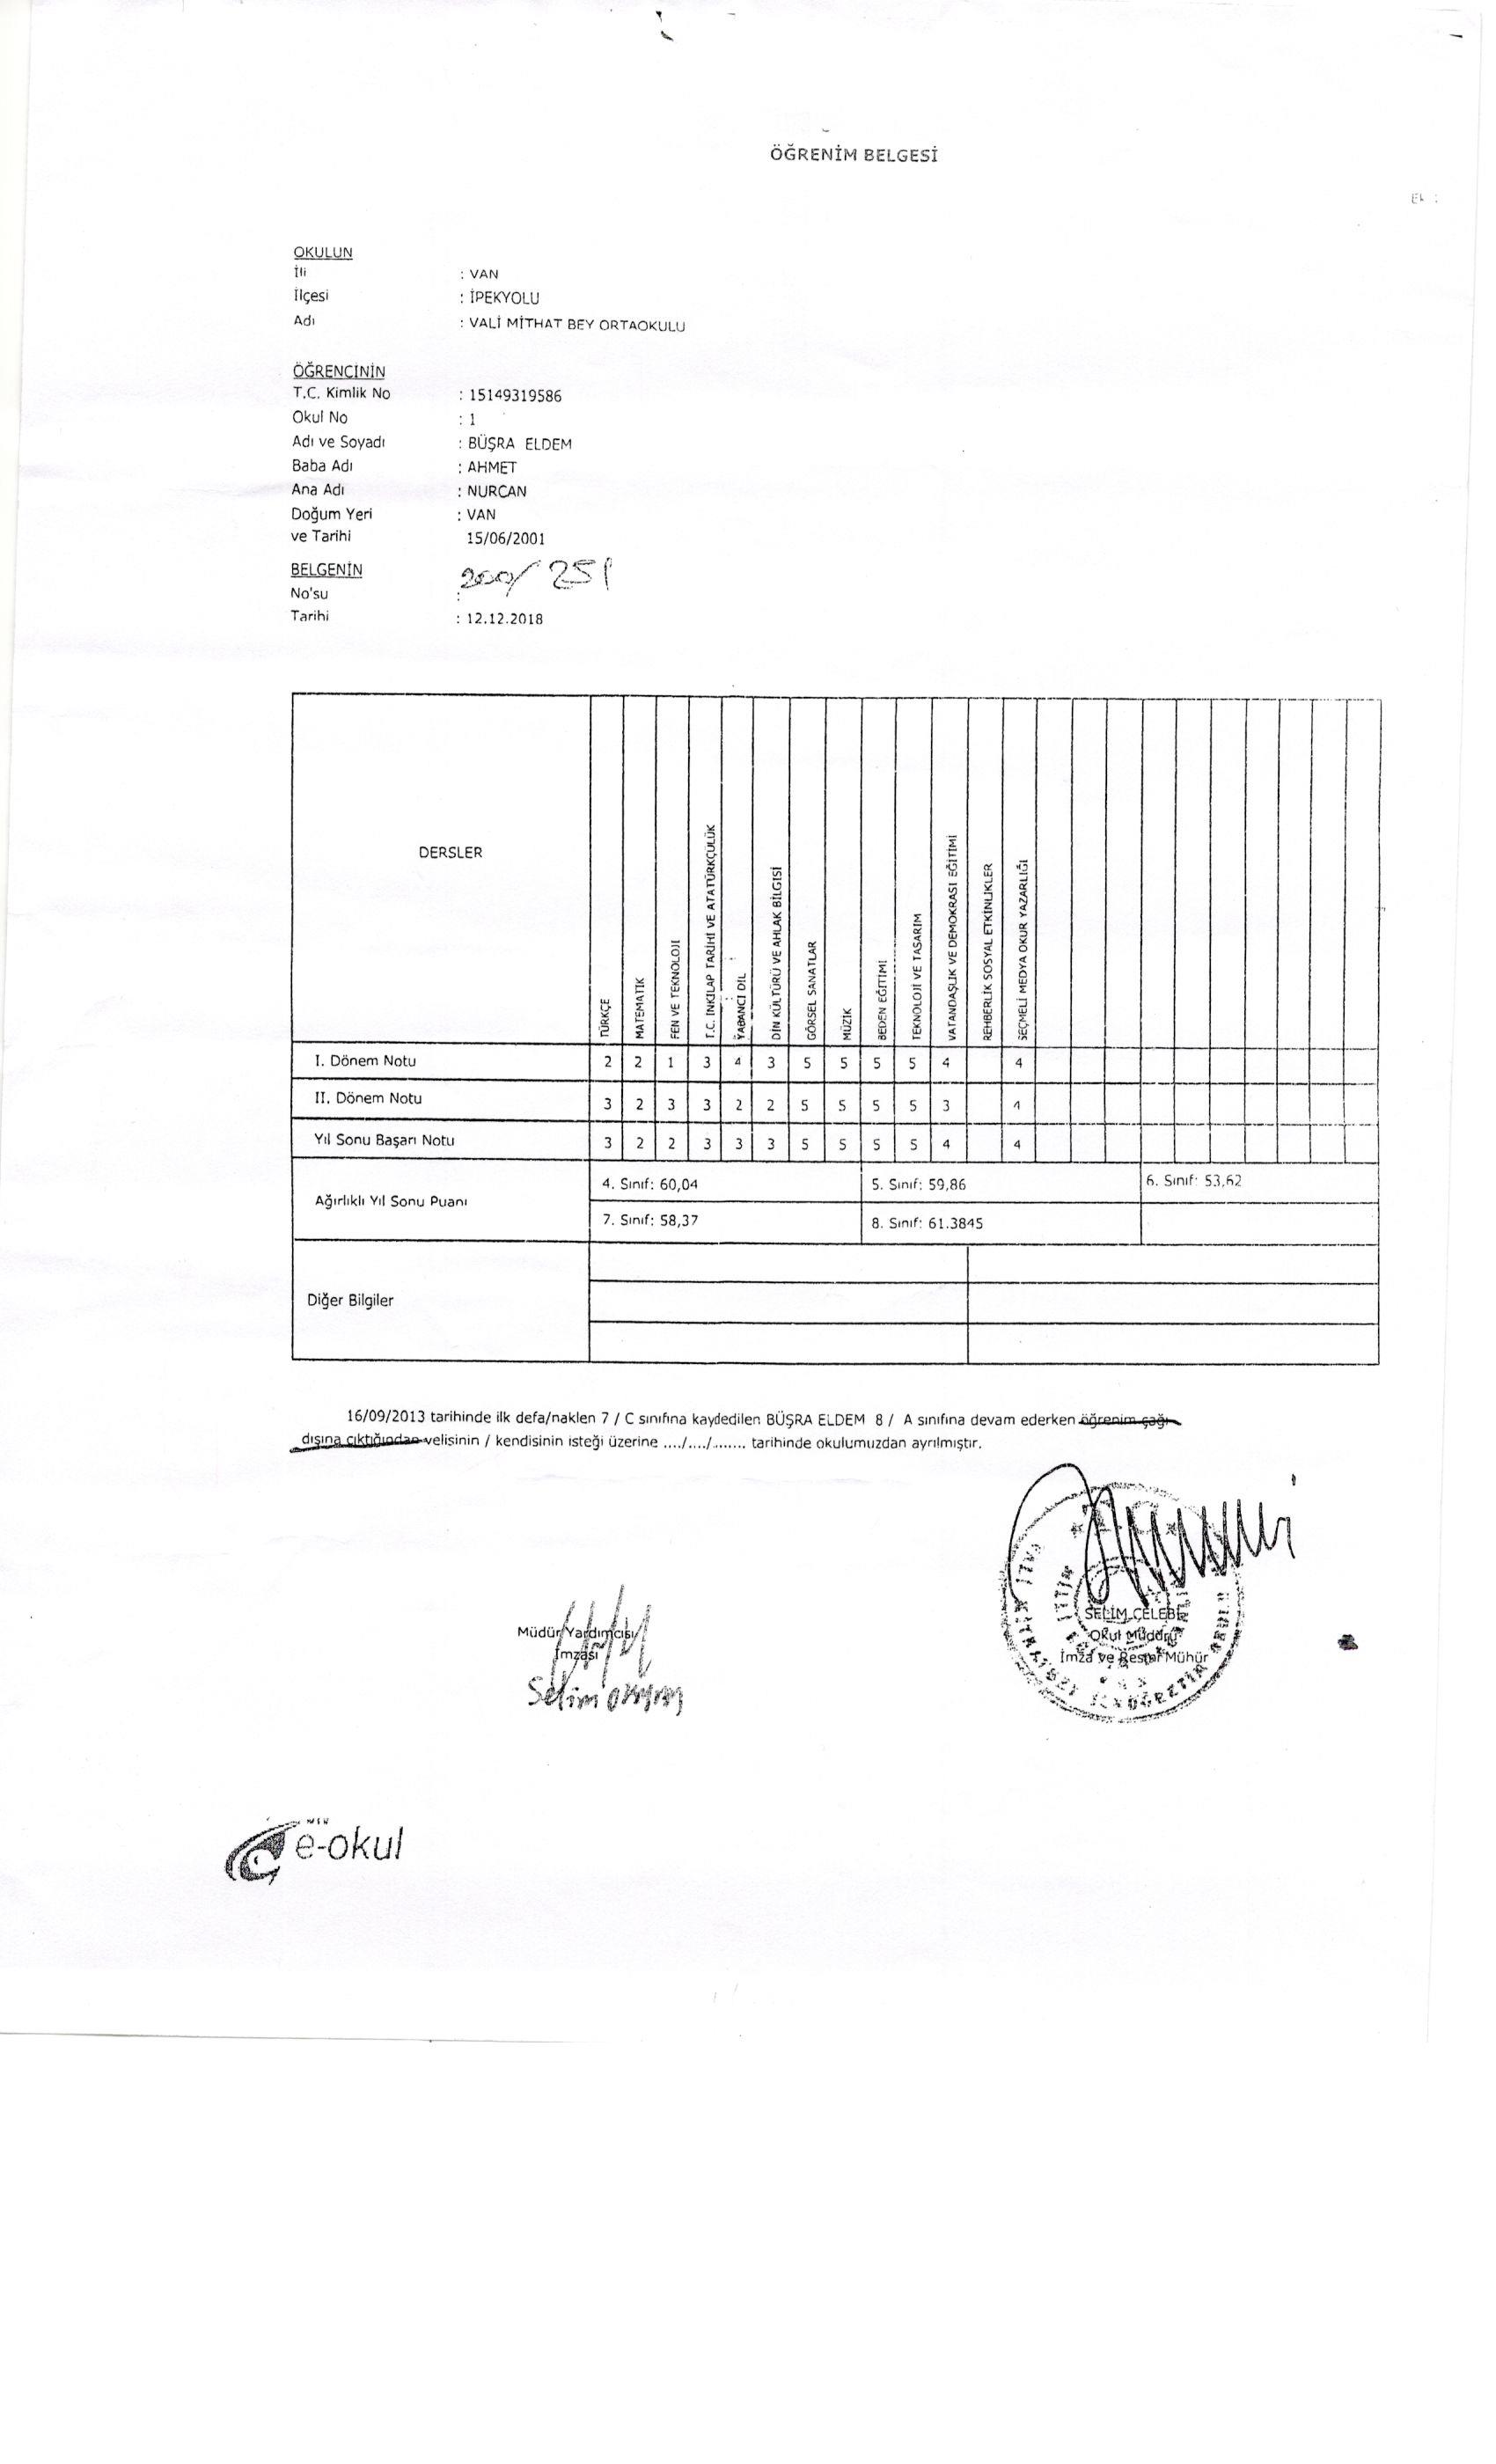 ÖĞRENİM BELGESİ
OKULUN
İli : VAN
İlçesi : İPEKYOLU
Adı : VALİ MİTHAT BEY ORTAOKULU
ÖĞRENCİNİN
T.C. Kimlik No : 15149319586
Okul No : 1
Adı ve Soyadı : BÜŞRA ELDEM
Baba Adı : AHMET
Ana Adı : NURCAN
Doğum Yeri : VAN
ve Tarihi 15/06/2001
BELGENİN
No'su : 200/251
Tarihi : 12.12.2018
DERSLER
TÜRKÇE
MATEMATİK
FEN VE TEKNOLOJİ
T.C. İNKILAP TARİHİ VE ATATÜRKÇÜLÜK
YABANCI DİL
DİN KÜLTÜRÜ VE AHLAK BİLGİSİ
GÖRSEL SANATLAR
MÜZİK
BEDEN EĞİTİMİ
TEKNOLOJİ VE TASARIM
VATANDAŞLIK VE DEMOKRASİ EĞİTİMİ
REHBERLİK SOSYAL ETKİNLİKLER
SEÇMELİ MEDYA OKUR YAZARLIĞI
I. Dönem Notu 2 2 1 3 4 3 5 5 5 5 4 4
II. Dönem Notu 3 2 3 3 2 2 5 5 5 5 3 4
Yıl Sonu Başarı Notu 3 2 2 3 3 3 5 5 5 5 4 4
Ağırlıklı Yıl Sonu Puanı
4. Sınıf: 60,04 5. Sınıf: 59,86 6. Sınıf: 53,62
7. Sınıf: 58,37 8. Sınıf: 61.3845
Diğer Bilgiler
16/09/2013 tarihinde ilk defa/naklen 7 / C sınıfına kaydedilen BÜŞRA ELDEM 8 / A sınıfına devam ederken öğrenim çağı
dışına çıktığından velisinin / kendisinin isteği üzerine ..../..../....... tarihinde okulumuzdan ayrılmıştır.
Müdür Yardımcısı
İmzası
Selim
SELİM ÇELEBİ
Okul Müdürü
İmza ve Resmi Mühür
e-okul